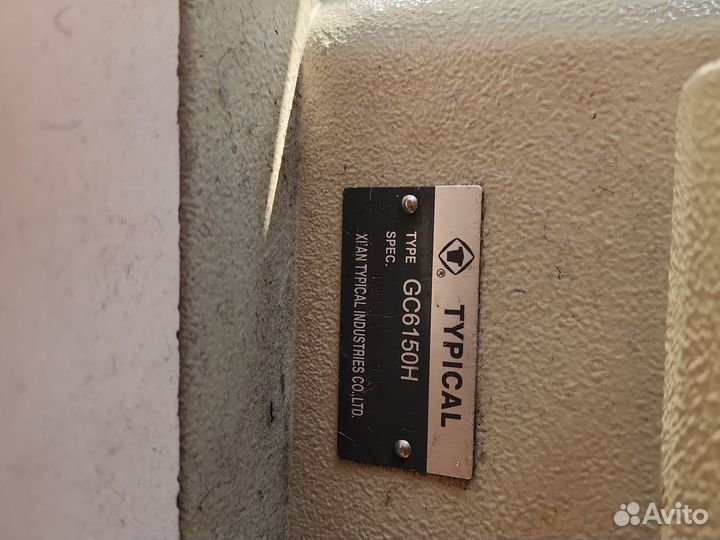 TYPICAL
®
TYPE GC6150H
SPEC.
XI'AN TYPICAL INDUSTRIES CO.,LTD.
Avito